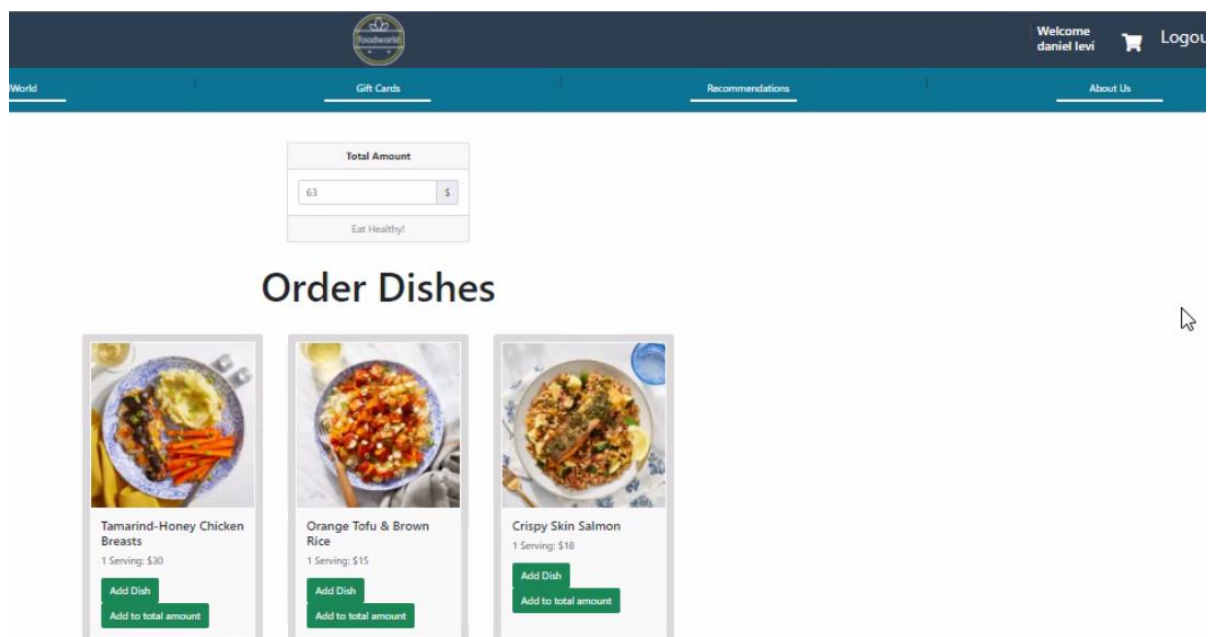 foodworld
Welcome
daniel levi
Logou
World
Gift Cards
Recommendations
About Us
Total Amount
63 $
Eat Healthy!
Order Dishes
Tamarind-Honey Chicken
Breasts
1 Serving: $30
Add Dish
Add to total amount
Orange Tofu & Brown
Rice
1 Serving: $15
Add Dish
Add to total amount
Crispy Skin Salmon
1 Serving: $18
Add Dish
Add to total amount